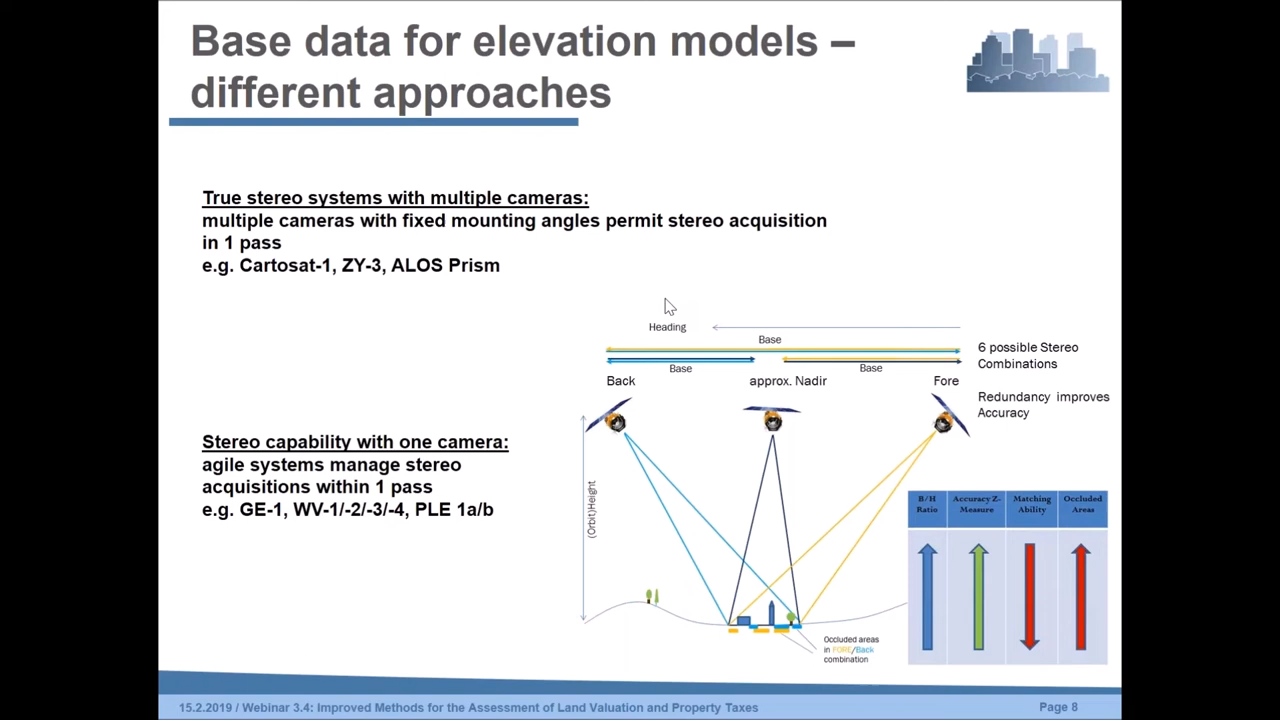 Base data for elevation models –
different approaches
True stereo systems with multiple cameras:
multiple cameras with fixed mounting angles permit stereo acquisition
in 1 pass
e.g. Cartosat-1, ZY-3, ALOS Prism
Stereo capability with one camera:
agile systems manage stereo
acquisitions within 1 pass
e.g. GE-1, WV-1/-2/-3/-4, PLE 1a/b
Heading
Base
Base
Base
Back
approx. Nadir
Fore
6 possible Stereo
Combinations
Redundancy improves
Accuracy
(Orbit)Height
Occluded areas
in FORE/Back
combination
B/H
Ratio
Accuracy Z-
Measure
Matching
Ability
Occluded
Areas
15.2.2019 / Webinar 3.4: Improved Methods for the Assessment of Land Valuation and Property Taxes
Page 8